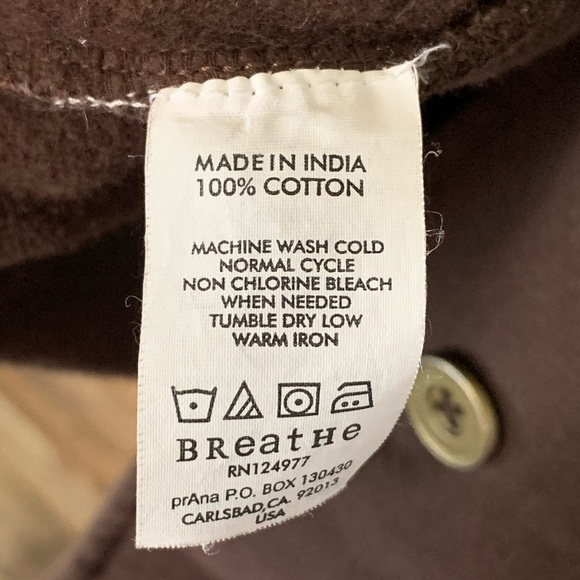 MADE IN INDIA
100% COTTON
MACHINE WASH COLD
NORMAL CYCLE
NON CHLORINE BLEACH
WHEN NEEDED
TUMBLE DRY LOW
WARM IRON
BReatHe
RN124977
prAna P.O. BOX 130430
CARLSBAD, CA. 92013
USA